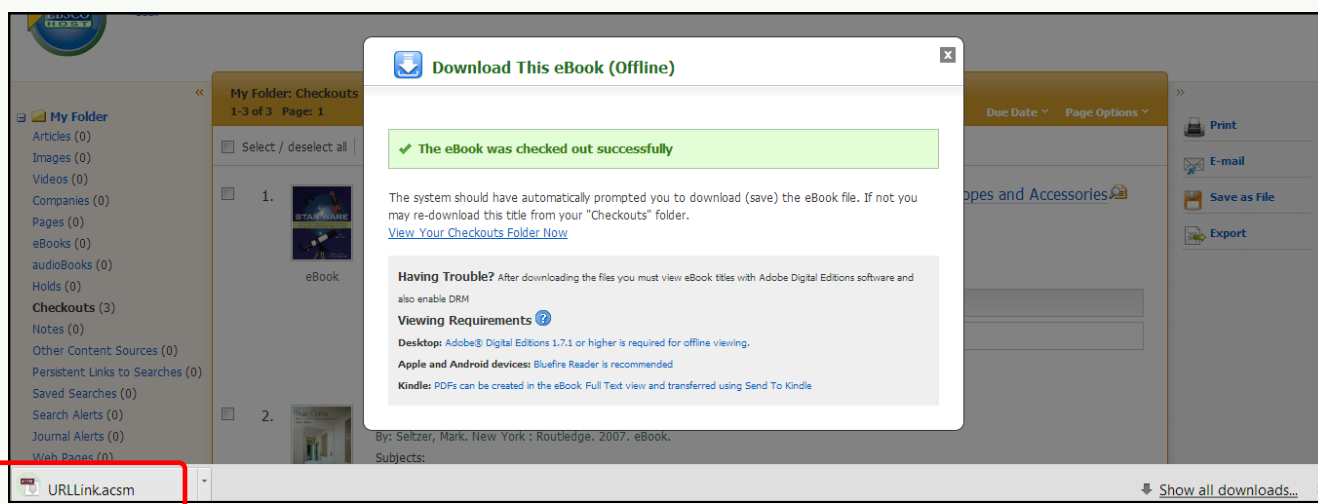 EBSCO
HOST
Download This eBook (Offline)
x
«
My Folder
Articles (0)
Images (0)
Videos (0)
Companies (0)
Pages (0)
eBooks (0)
audioBooks (0)
Holds (0)
Checkouts (3)
Notes (0)
Other Content Sources (0)
Persistent Links to Searches (0)
Saved Searches (0)
Search Alerts (0)
Journal Alerts (0)
Web Pages (0)
My Folder: Checkouts
1-3 of 3 Page: 1
Due Date
Page Options
Select / deselect all
1.
STAR WARE
eBook
opes and Accessories
2.
True Crime
By: Seltzer, Mark. New York : Routledge. 2007. eBook.
Subjects:
✔ The eBook was checked out successfully
The system should have automatically prompted you to download (save) the eBook file. If not you
may re-download this title from your "Checkouts" folder.
View Your Checkouts Folder Now
Having Trouble? After downloading the files you must view eBook titles with Adobe Digital Editions software and
also enable DRM
Viewing Requirements ?
Desktop: Adobe® Digital Editions 1.7.1 or higher is required for offline viewing.
Apple and Android devices: Bluefire Reader is recommended
Kindle: PDFs can be created in the eBook Full Text view and transferred using Send To Kindle
»
Print
E-mail
Save as File
Export
URLLink.acsm
Show all downloads...